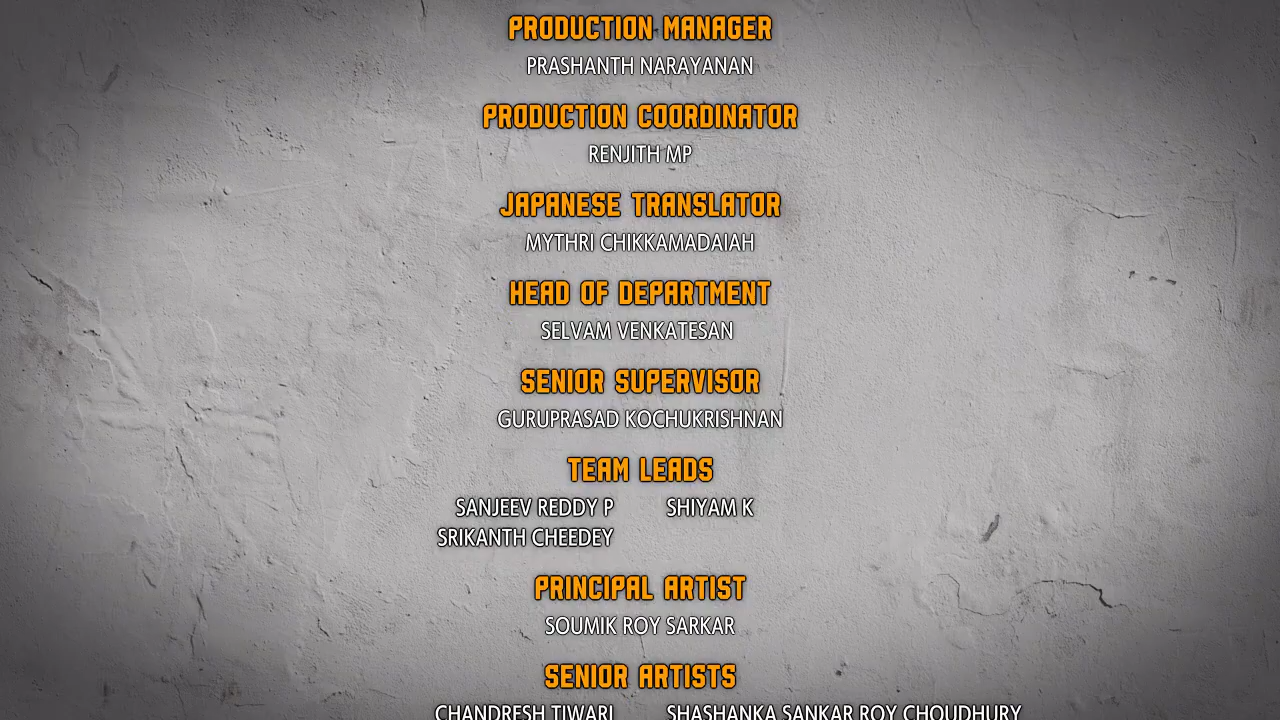 PRODUCTION MANAGER
PRASHANTH NARAYANAN
PRODUCTION COORDINATOR
RENJITH MP
JAPANESE TRANSLATOR
MYTHRI CHIKKAMADAIAH
HEAD OF DEPARTMENT
SELVAM VENKATESAN
SENIOR SUPERVISOR
GURUPRASAD KOCHUKRISHNAN
TEAM LEADS
SANJEEV REDDY P SHIYAM K
SRIKANTH CHEEDEY
PRINCIPAL ARTIST
SOUMIK ROY SARKAR
SENIOR ARTISTS
CHANDRESH TIWARI SHASHANKA SANKAR ROY CHOUDHURY